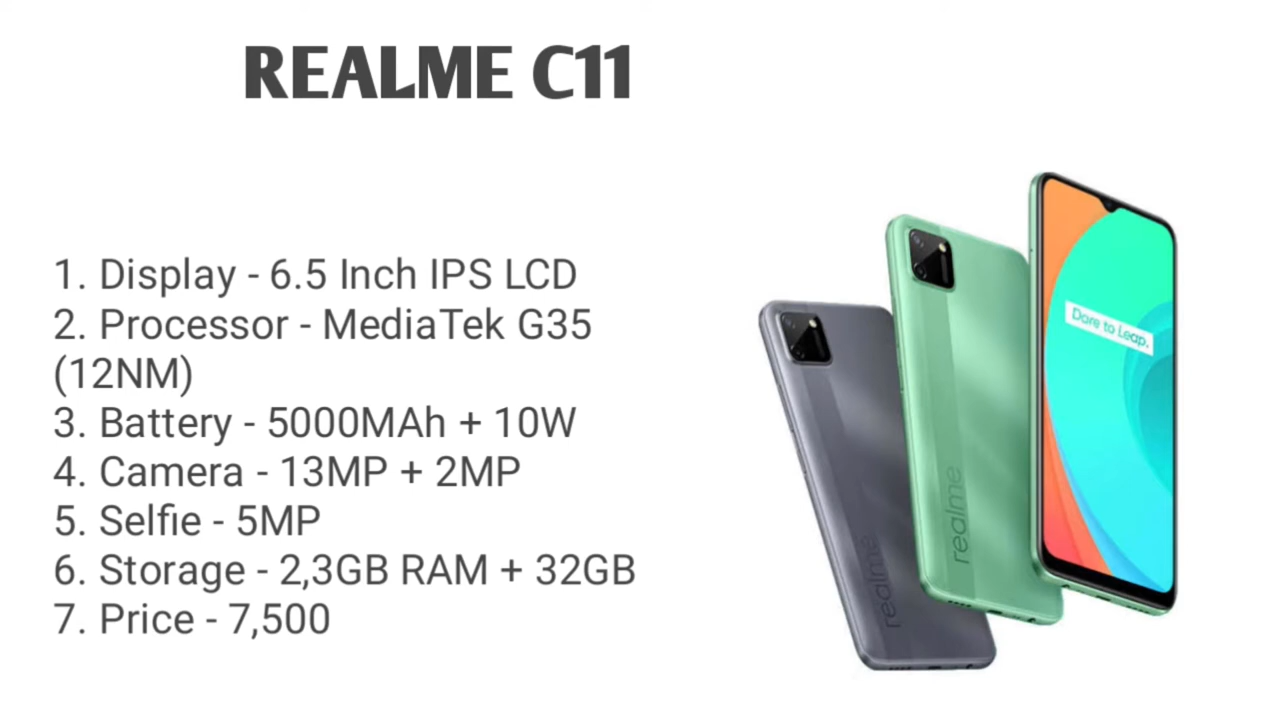 REALME C11
1. Display - 6.5 Inch IPS LCD
2. Processor - MediaTek G35
(12NM)
3. Battery - 5000MAh + 10W
4. Camera - 13MP + 2MP
5. Selfie - 5MP
6. Storage - 2,3GB RAM + 32GB
7. Price - 7,500
realme
realme
Dare to Leap.